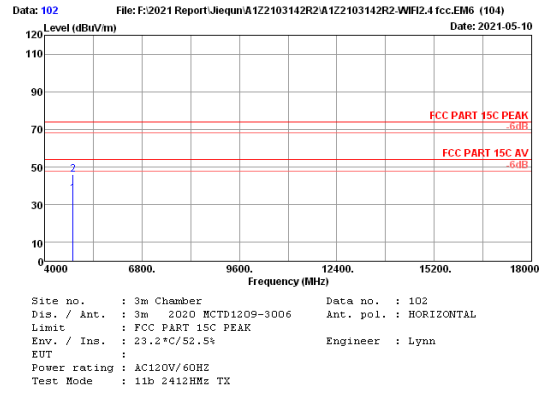 Data: 102 File: F:\2021 Report\Jiequn\A1Z2103142R2\A1Z2103142R2-WIFI2.4 fcc.EM6 (104)
120 Level (dBuV/m) Date: 2021-05-10
110
90
FCC PART 15C PEAK
70 -6dB
FCC PART 15C AV
50 2 -6dB
1
30
10
0 4000 6800. 9600. 12400. 15200. 18000
Frequency (MHz)
Site no. : 3m Chamber Data no. : 102
Dis. / Ant. : 3m 2020 MCTD1209-3006 Ant. pol. : HORIZONTAL
Limit : FCC PART 15C PEAK
Env. / Ins. : 23.2*C/52.5% Engineer : Lynn
EUT :
Power rating : AC120V/60HZ
Test Mode : 11b 2412HMz TX